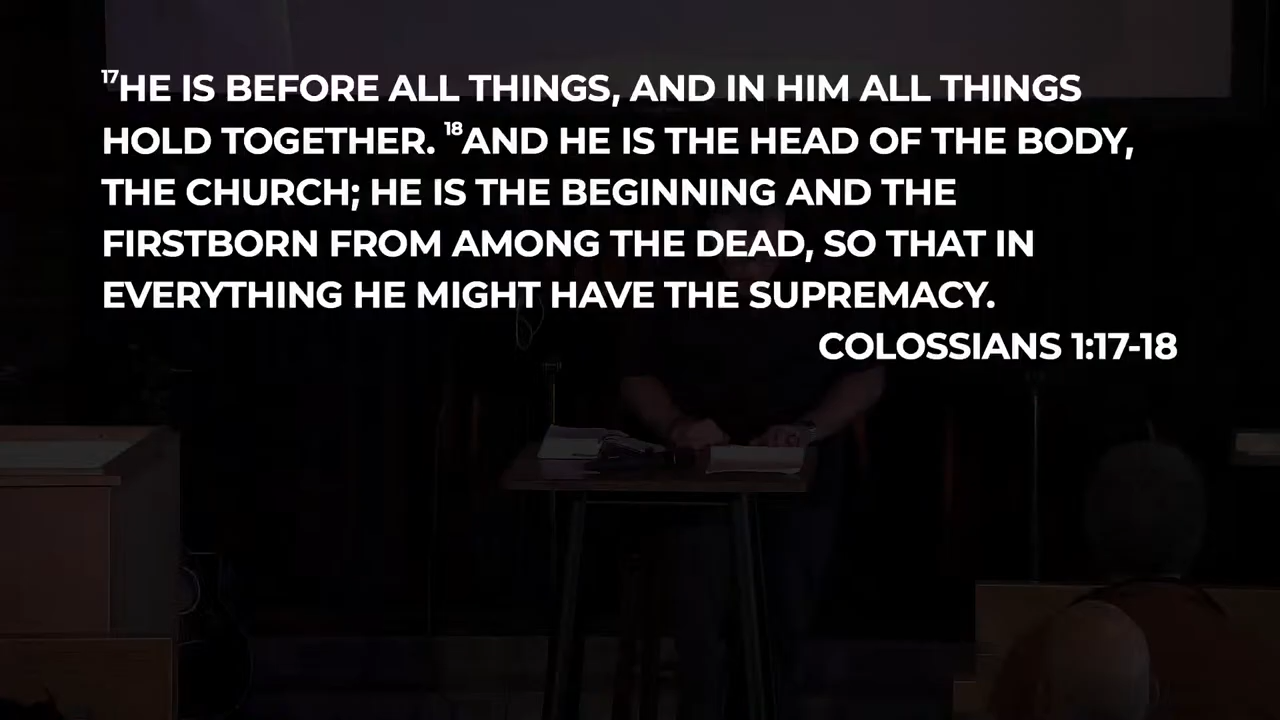 17HE IS BEFORE ALL THINGS, AND IN HIM ALL THINGS
HOLD TOGETHER. 18AND HE IS THE HEAD OF THE BODY,
THE CHURCH; HE IS THE BEGINNING AND THE
FIRSTBORN FROM AMONG THE DEAD, SO THAT IN
EVERYTHING HE MIGHT HAVE THE SUPREMACY.
COLOSSIANS 1:17-18